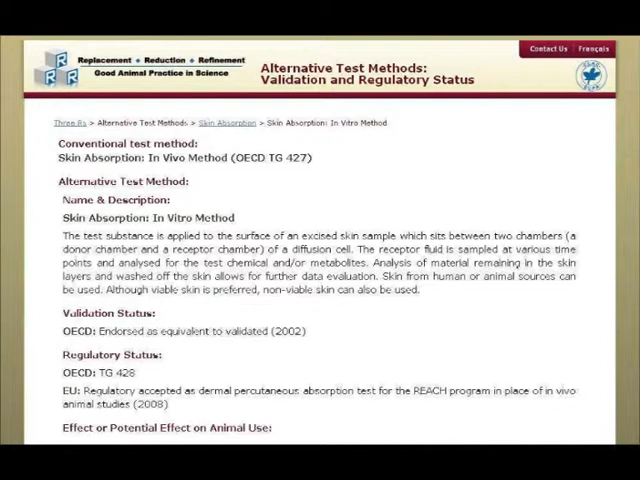 Contact Us | Français
Replacement ♦ Reduction ♦ Refinement
Good Animal Practice in Science
R
R R
Alternative Test Methods:
Validation and Regulatory Status
Three Rs > Alternative Test Methods > Skin Absorption > Skin Absorption: In Vitro Method
Conventional test method:
Skin Absorption: In Vivo Method (OECD TG 427)
Alternative Test Method:
Name & Description:
Skin Absorption: In Vitro Method
The test substance is applied to the surface of an excised skin sample which sits between two chambers (a
donor chamber and a receptor chamber) of a diffusion cell. The receptor fluid is sampled at various time
points and analysed for the test chemical and/or metabolites. Analysis of material remaining in the skin
layers and washed off the skin allows for further data evaluation. Skin from human or animal sources can
be used. Although viable skin is preferred, non-viable skin can also be used.
Validation Status:
OECD: Endorsed as equivalent to validated (2002)
Regulatory Status:
OECD: TG 428
EU: Regulatory accepted as dermal percutaneous absorption test for the REACH program in place of in vivo
animal studies (2008)
Effect or Potential Effect on Animal Use: